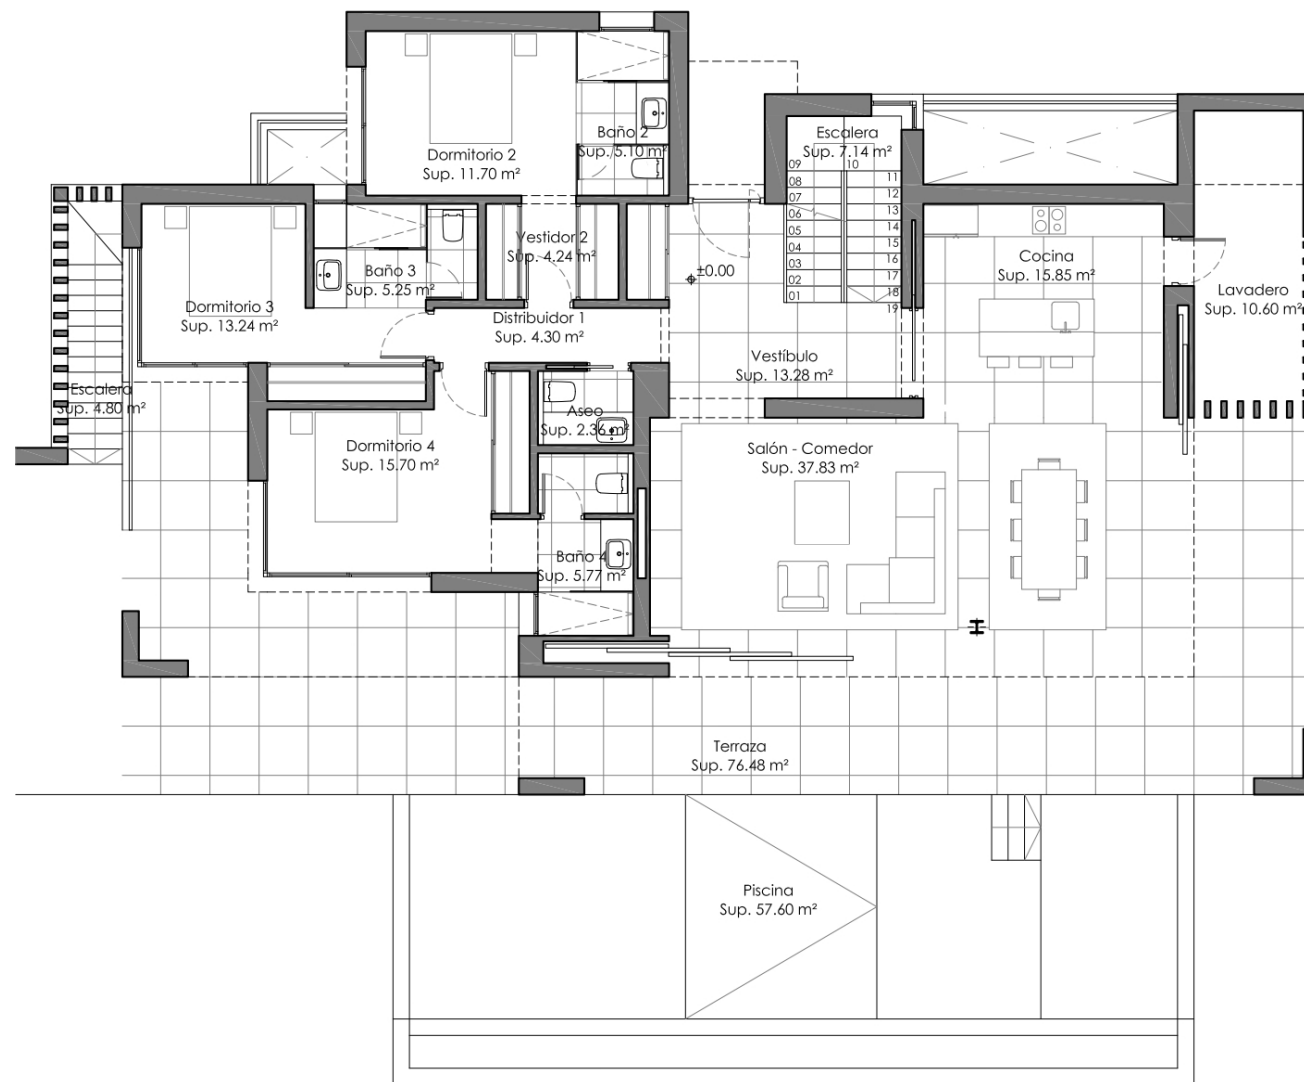 Baño 2
Sup. 5.10 m²
Dormitorio 2
Sup. 11.70 m²
Escalera
Sup. 7.14 m²
09
10
08
11
07
12
06
13
05
14
04
15
03
16
02
17
01
18
19
Vestidor 2
Sup. 4.24 m²
Baño 3
Sup. 5.25 m²
±0.00
Cocina
Sup. 15.85 m²
Lavadero
Sup. 10.60 m²
Dormitorio 3
Sup. 13.24 m²
Distribuidor 1
Sup. 4.30 m²
Vestíbulo
Sup. 13.28 m²
Escalera
Sup. 4.80 m²
Aseo
Sup. 2.36 m²
Dormitorio 4
Sup. 15.70 m²
Salón - Comedor
Sup. 37.83 m²
Baño 4
Sup. 5.77 m²
Terraza
Sup. 76.48 m²
Piscina
Sup. 57.60 m²